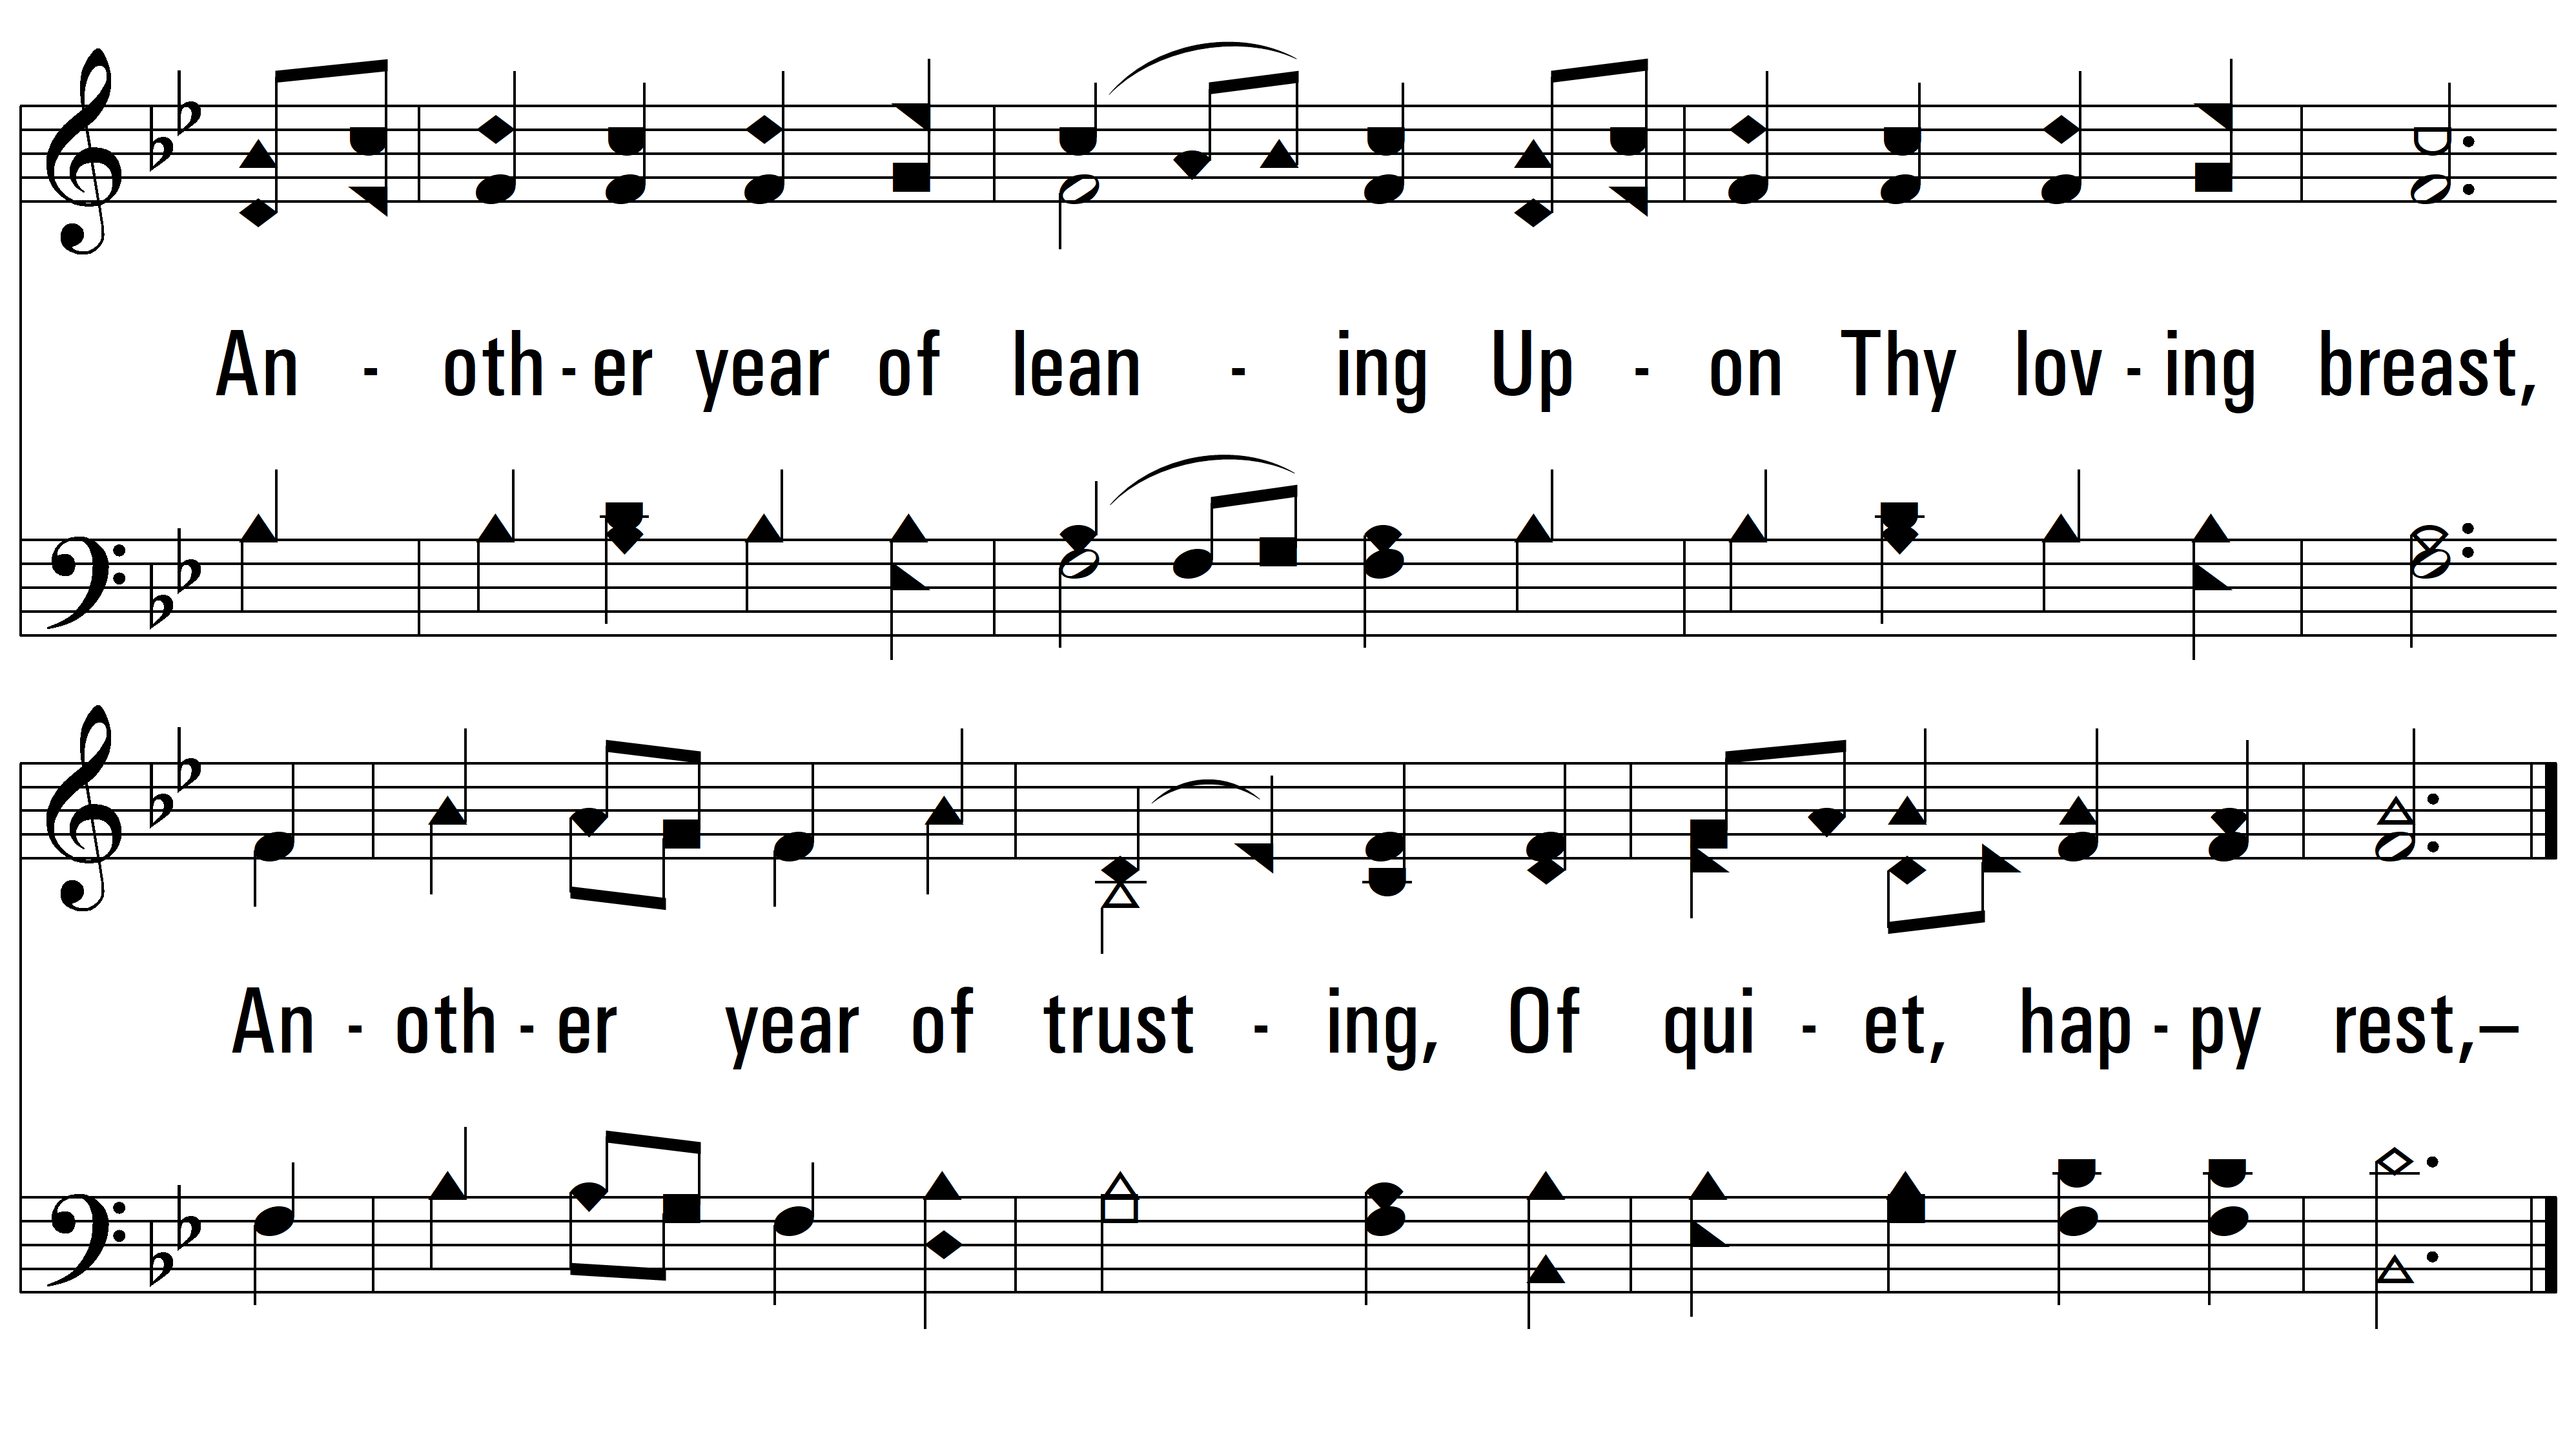 An - oth - er year of lean - ing Up - on Thy lov - ing breast,
An - oth - er year of trust - ing, Of qui - et, hap - py rest,–